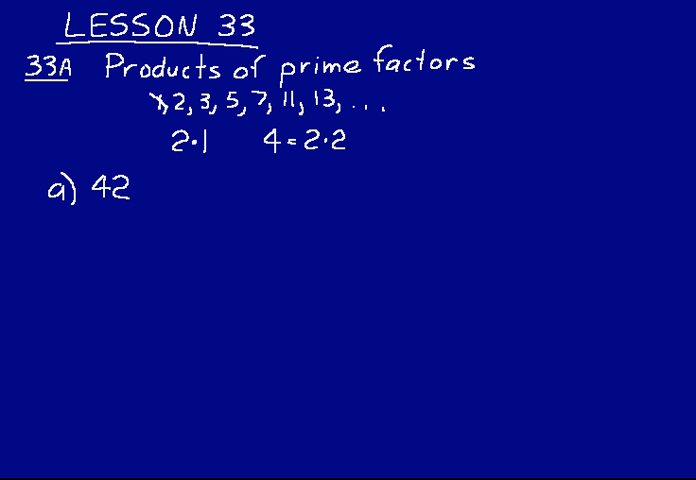 LESSON 33
33A Products of prime factors
2, 3, 5, 7, 11, 13, ...
2·1 4=2·2
a) 42